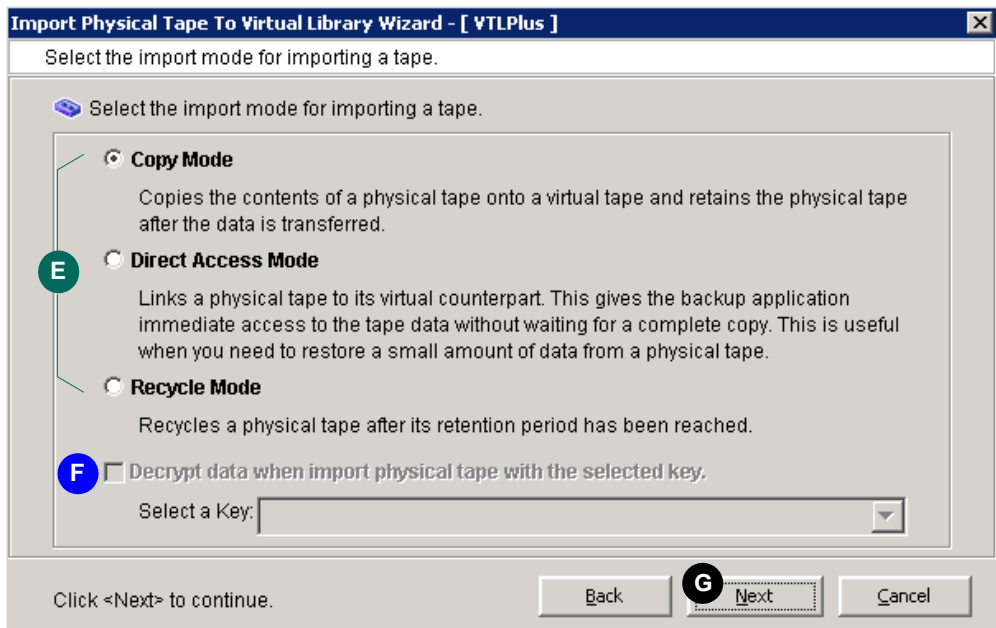 Import Physical Tape To Virtual Library Wizard - [ VTLPlus ]
Select the import mode for importing a tape.
Select the import mode for importing a tape.
Copy Mode
Copies the contents of a physical tape onto a virtual tape and retains the physical tape
after the data is transferred.
E
Direct Access Mode
Links a physical tape to its virtual counterpart. This gives the backup application
immediate access to the tape data without waiting for a complete copy. This is useful
when you need to restore a small amount of data from a physical tape.
Recycle Mode
Recycles a physical tape after its retention period has been reached.
F
Decrypt data when import physical tape with the selected key.
Select a Key:
Click <Next> to continue.
Back
G
Next
Cancel